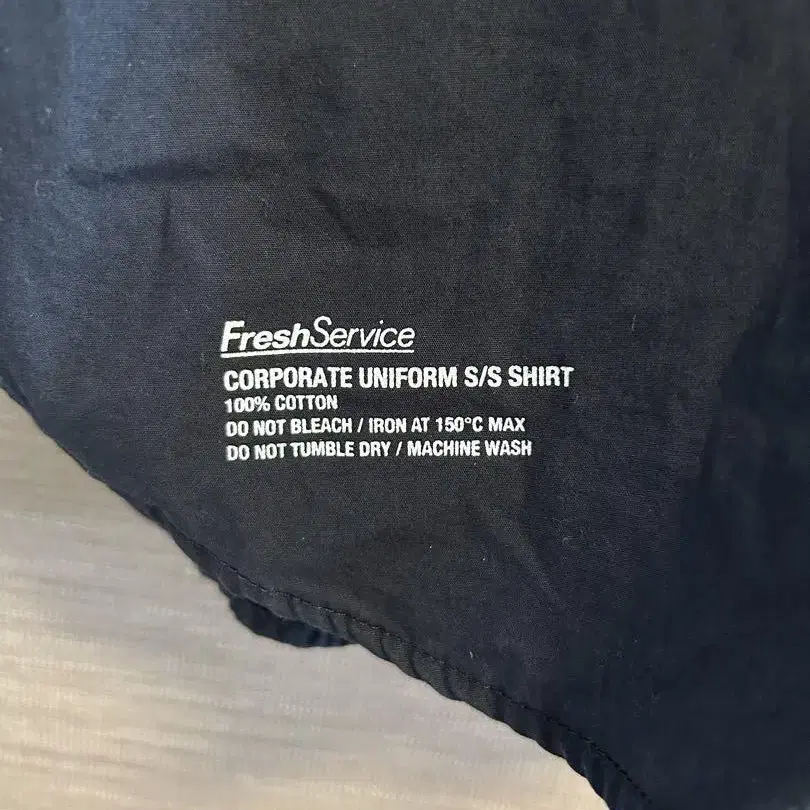 FreshService
CORPORATE UNIFORM S/S SHIRT
100% COTTON
DO NOT BLEACH / IRON AT 150°C MAX
DO NOT TUMBLE DRY / MACHINE WASH